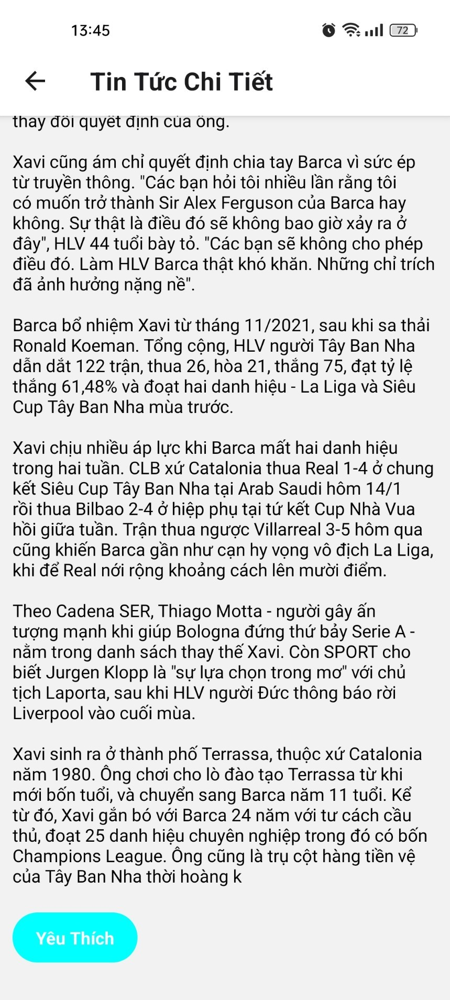 13:45
72
Tin Tức Chi Tiết
thay đổi quyết định của ông.
Xavi cũng ám chỉ quyết định chia tay Barca vì sức ép
từ truyền thông. "Các bạn hỏi tôi nhiều lần rằng tôi
có muốn trở thành Sir Alex Ferguson của Barca hay
không. Sự thật là điều đó sẽ không bao giờ xảy ra ở
đây", HLV 44 tuổi bày tỏ. "Các bạn sẽ không cho phép
điều đó. Làm HLV Barca thật khó khăn. Những chỉ trích
đã ảnh hưởng nặng nề".
Barca bổ nhiệm Xavi từ tháng 11/2021, sau khi sa thải
Ronald Koeman. Tổng cộng, HLV người Tây Ban Nha
dẫn dắt 122 trận, thua 26, hòa 21, thắng 75, đạt tỷ lệ
thắng 61,48% và đoạt hai danh hiệu - La Liga và Siêu
Cup Tây Ban Nha mùa trước.
Xavi chịu nhiều áp lực khi Barca mất hai danh hiệu
trong hai tuần. CLB xứ Catalonia thua Real 1-4 ở chung
kết Siêu Cup Tây Ban Nha tại Arab Saudi hôm 14/1
rồi thua Bilbao 2-4 ở hiệp phụ tại tứ kết Cup Nhà Vua
hồi giữa tuần. Trận thua ngược Villarreal 3-5 hôm qua
cũng khiến Barca gần như cạn hy vọng vô địch La Liga,
khi để Real nới rộng khoảng cách lên mười điểm.
Theo Cadena SER, Thiago Motta - người gây ấn
tượng mạnh khi giúp Bologna đứng thứ bảy Serie A -
nằm trong danh sách thay thế Xavi. Còn SPORT cho
biết Jurgen Klopp là "sự lựa chọn trong mơ" với chủ
tịch Laporta, sau khi HLV người Đức thông báo rời
Liverpool vào cuối mùa.
Xavi sinh ra ở thành phố Terrassa, thuộc xứ Catalonia
năm 1980. Ông chơi cho lò đào tạo Terrassa từ khi
mới bốn tuổi, và chuyển sang Barca năm 11 tuổi. Kể
từ đó, Xavi gắn bó với Barca 24 năm với tư cách cầu
thủ, đoạt 25 danh hiệu chuyên nghiệp trong đó có bốn
Champions League. Ông cũng là trụ cột hàng tiền vệ
của Tây Ban Nha thời hoàng k
Yêu Thích